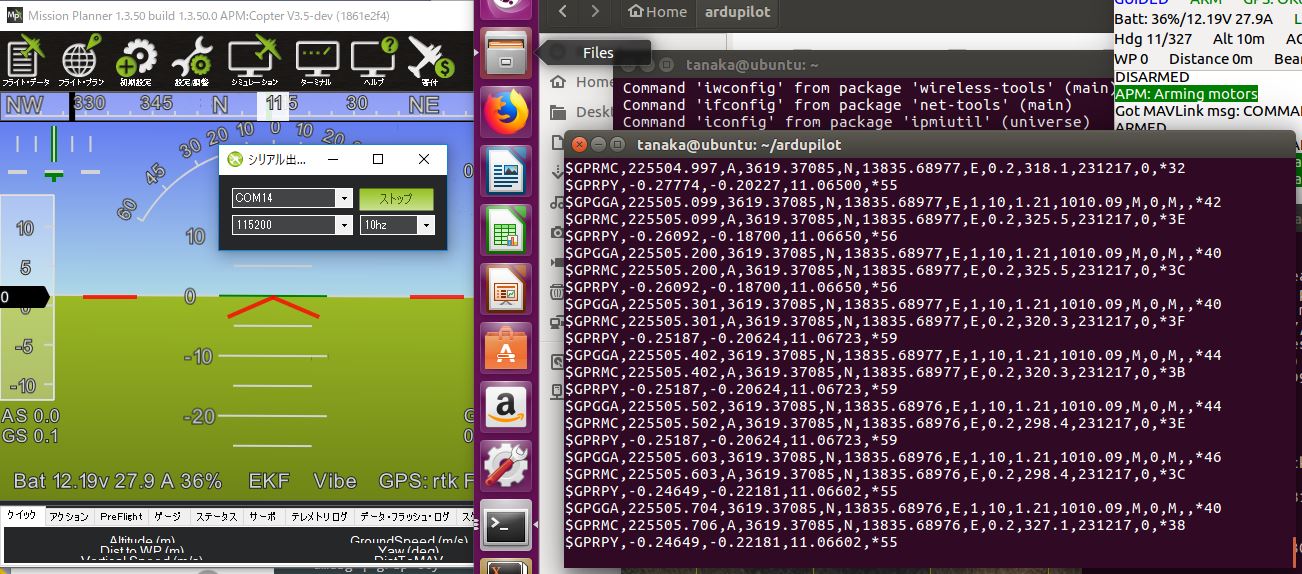 Mission Planner 1.3.50 build 1.3.50.0 APM:Copter V3.5-dev (1861e2f4)
フライト・データ
フライト・プラン
初期設定
設定/調整
シミュレーション
ターミナル
ヘルプ
寄付
NW 330 345 N 115 30 NE
60 45 30 20 10 0 10 20 30
シリアル出...
COM14
ストップ
115200
10hz
10
5
0
-5
-10
10
0
-10
-20
AS 0.0
GS 0.1
Bat 12.19v 27.9 A 36% EKF Vibe GPS: rtk F
クイック アクション PreFlight ゲージ ステータス サーボ テレメトリログ データ・フラッシュ・ログ
Altitude (m)
GroundSpeed (m/s)
Dist to WP (m)
Yaw (deg)
Vertical Speed (m/s)
DistToMAV
Files
Home
ardupilot
Home
Deskt
tanaka@ubuntu: ~
Command 'iwconfig' from package 'wireless-tools' (main)
Command 'ifconfig' from package 'net-tools' (main)
Command 'iconfig' from package 'ipmiutil' (universe)
GUIDED ARM GPS: OK
Batt: 36%/12.19V 27.9A
Hdg 11/327 Alt 10m
WP 0 Distance 0m Bear
DISARMED
APM: Arming motors
Got MAVLink msg: COMMA
ARMED
tanaka@ubuntu: ~/ardupilot
$GPRMC,225504.997,A,3619.37085,N,13835.68977,E,0.2,318.1,231217,0,*32
$GPRPY,-0.27774,-0.20227,11.06500,*55
$GPGGA,225505.099,3619.37085,N,13835.68977,E,1,10,1.21,1010.09,M,0,M,,*42
$GPRMC,225505.099,A,3619.37085,N,13835.68977,E,0.2,325.5,231217,0,*3E
$GPRPY,-0.26092,-0.18700,11.06650,*56
$GPGGA,225505.200,3619.37085,N,13835.68977,E,1,10,1.21,1010.09,M,0,M,,*40
$GPRMC,225505.200,A,3619.37085,N,13835.68977,E,0.2,325.5,231217,0,*3C
$GPRPY,-0.26092,-0.18700,11.06650,*56
$GPGGA,225505.301,3619.37085,N,13835.68977,E,1,10,1.21,1010.09,M,0,M,,*40
$GPRMC,225505.301,A,3619.37085,N,13835.68977,E,0.2,320.3,231217,0,*3F
$GPRPY,-0.25187,-0.20624,11.06723,*59
$GPGGA,225505.402,3619.37085,N,13835.68977,E,1,10,1.21,1010.09,M,0,M,,*44
$GPRMC,225505.402,A,3619.37085,N,13835.68977,E,0.2,320.3,231217,0,*3B
$GPRPY,-0.25187,-0.20624,11.06723,*59
$GPGGA,225505.502,3619.37085,N,13835.68976,E,1,10,1.21,1010.09,M,0,M,,*44
$GPRMC,225505.502,A,3619.37085,N,13835.68976,E,0.2,298.4,231217,0,*3E
$GPRPY,-0.25187,-0.20624,11.06723,*59
$GPGGA,225505.603,3619.37085,N,13835.68976,E,1,10,1.21,1010.09,M,0,M,,*46
$GPRMC,225505.603,A,3619.37085,N,13835.68976,E,0.2,298.4,231217,0,*3C
$GPRPY,-0.24649,-0.22181,11.06602,*55
$GPGGA,225505.704,3619.37085,N,13835.68976,E,1,10,1.21,1010.09,M,0,M,,*40
$GPRMC,225505.706,A,3619.37085,N,13835.68976,E,0.2,327.1,231217,0,*38
$GPRPY,-0.24649,-0.22181,11.06602,*55